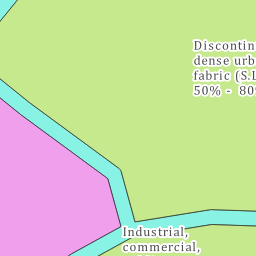 Discontin
dense urb
fabric (S.L
50% - 80
Industrial,
commercial,